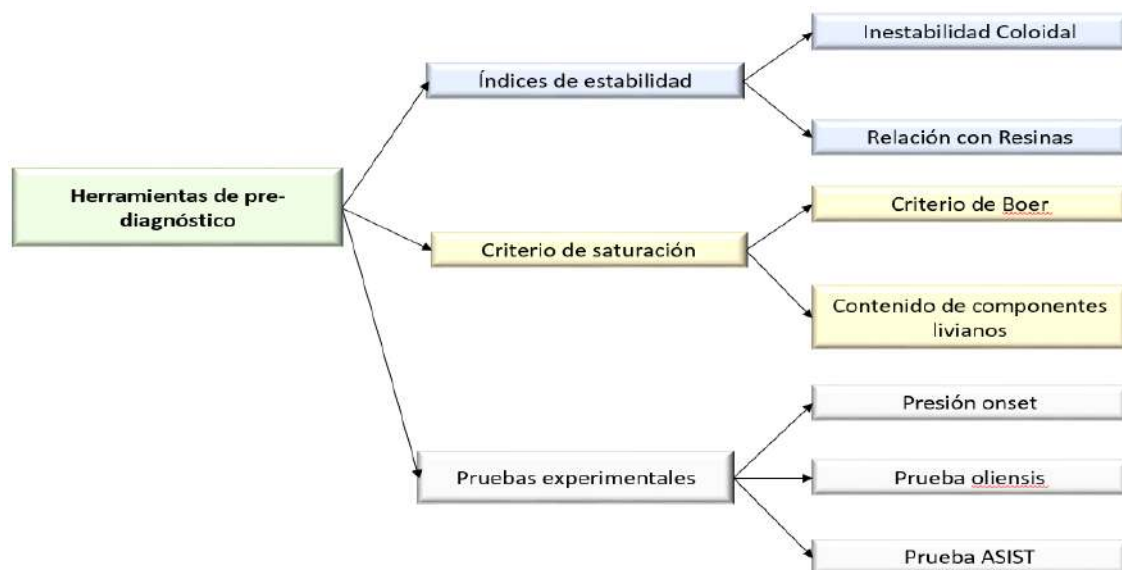 Herramientas de pre-
diagnóstico
Índices de estabilidad
Inestabilidad Coloidal
Relación con Resinas
Criterio de saturación
Criterio de Boer
Contenido de componentes
livianos
Pruebas experimentales
Presión onset
Prueba oliensis
Prueba ASIST